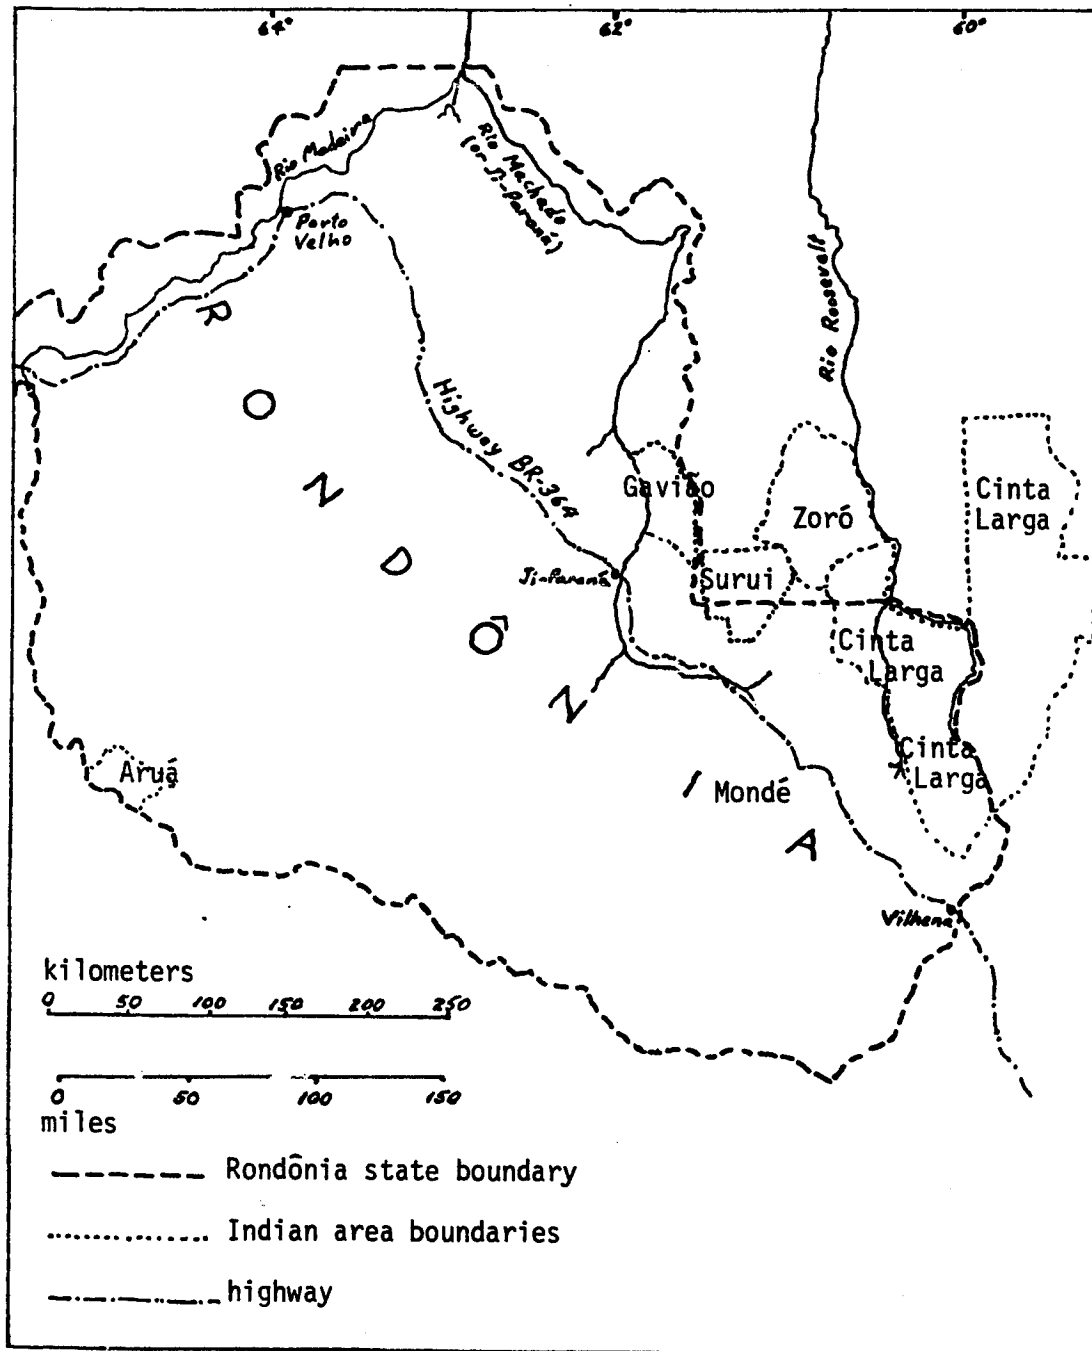 64°
62°
60°
Rio Madeira
Rio Machado
(or Ji-Paraná)
Porto
Velho
Rio Roosevelt
Highway BR-364
RONDÔNIA
Gavião
Zoró
Cinta
Larga
Ji-Paraná
Surui
Cinta
Larga
Cinta
Larga
Aruá
Mondé
Vilhena
kilometers
0 50 100 150 200 250
0 50 100 150
miles
Rondônia state boundary
Indian area boundaries
highway